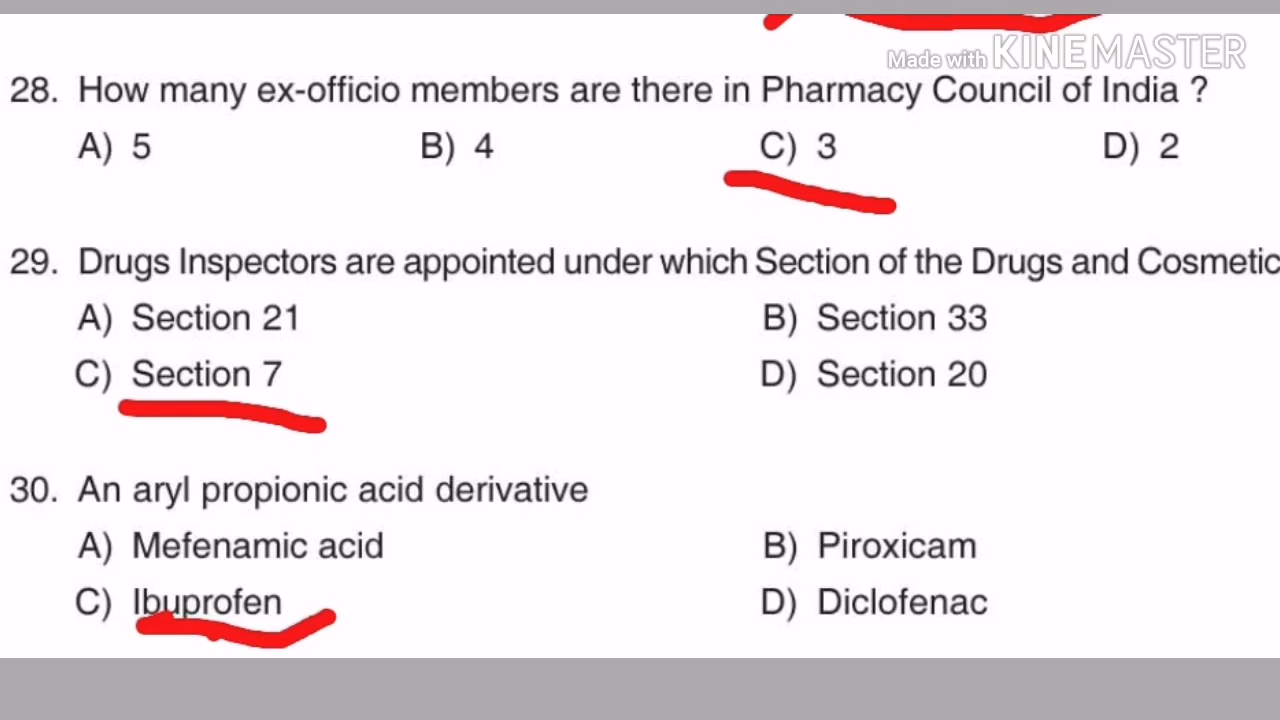 Made with KINEMASTER
28. How many ex-officio members are there in Pharmacy Council of India ?
A) 5 B) 4 C) 3 D) 2
29. Drugs Inspectors are appointed under which Section of the Drugs and Cosmetic
A) Section 21 B) Section 33
C) Section 7 D) Section 20
30. An aryl propionic acid derivative
A) Mefenamic acid B) Piroxicam
C) Ibuprofen D) Diclofenac